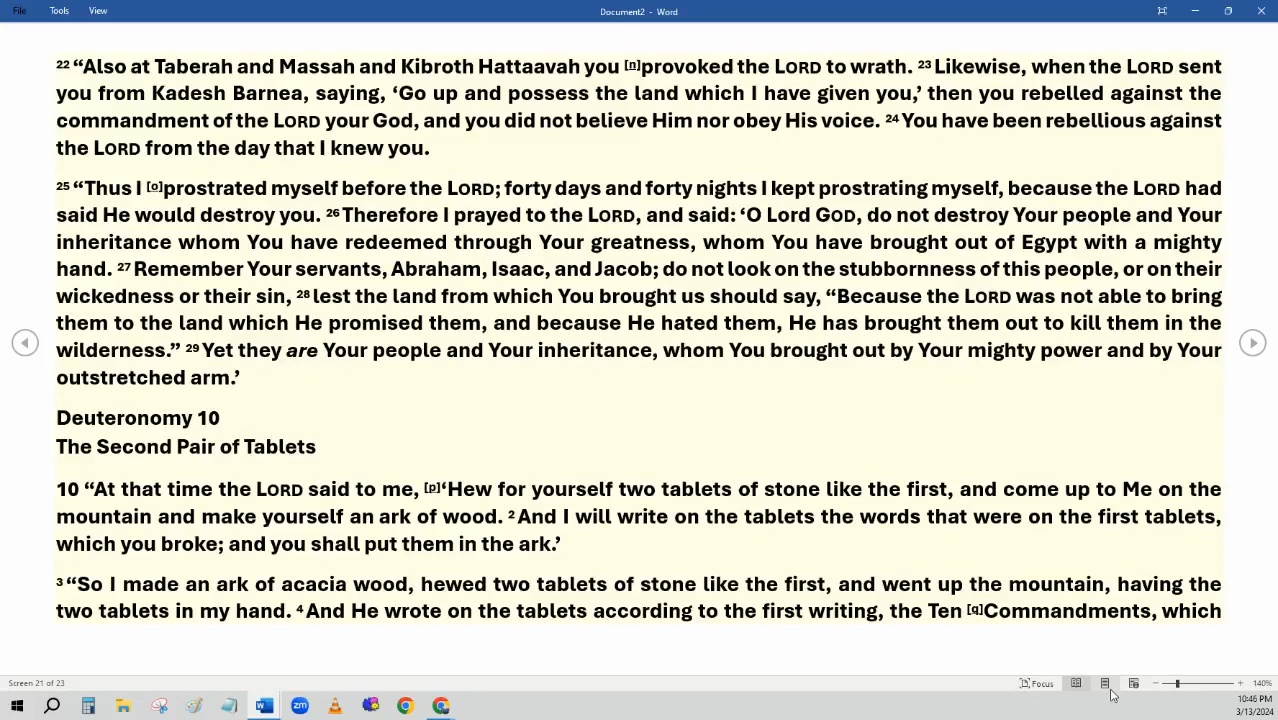 File Tools View Document2 - Word
22 “Also at Taberah and Massah and Kibroth Hattaavah you [n]provoked the LORD to wrath. 23 Likewise, when the LORD sent
you from Kadesh Barnea, saying, ‘Go up and possess the land which I have given you,’ then you rebelled against the
commandment of the LORD your God, and you did not believe Him nor obey His voice. 24 You have been rebellious against
the LORD from the day that I knew you.
25 “Thus I [o]prostrated myself before the LORD; forty days and forty nights I kept prostrating myself, because the LORD had
said He would destroy you. 26 Therefore I prayed to the LORD, and said: ‘O Lord GOD, do not destroy Your people and Your
inheritance whom You have redeemed through Your greatness, whom You have brought out of Egypt with a mighty
hand. 27 Remember Your servants, Abraham, Isaac, and Jacob; do not look on the stubbornness of this people, or on their
wickedness or their sin, 28 lest the land from which You brought us should say, “Because the LORD was not able to bring
them to the land which He promised them, and because He hated them, He has brought them out to kill them in the
wilderness.” 29 Yet they are Your people and Your inheritance, whom You brought out by Your mighty power and by Your
outstretched arm.’
Deuteronomy 10
The Second Pair of Tablets
10 “At that time the LORD said to me, [p]‘Hew for yourself two tablets of stone like the first, and come up to Me on the
mountain and make yourself an ark of wood. 2 And I will write on the tablets the words that were on the first tablets,
which you broke; and you shall put them in the ark.’
3 “So I made an ark of acacia wood, hewed two tablets of stone like the first, and went up the mountain, having the
two tablets in my hand. 4 And He wrote on the tablets according to the first writing, the Ten [q]Commandments, which
Screen 21 of 23 Focus 140%
zm 10:46 PM
3/13/2024